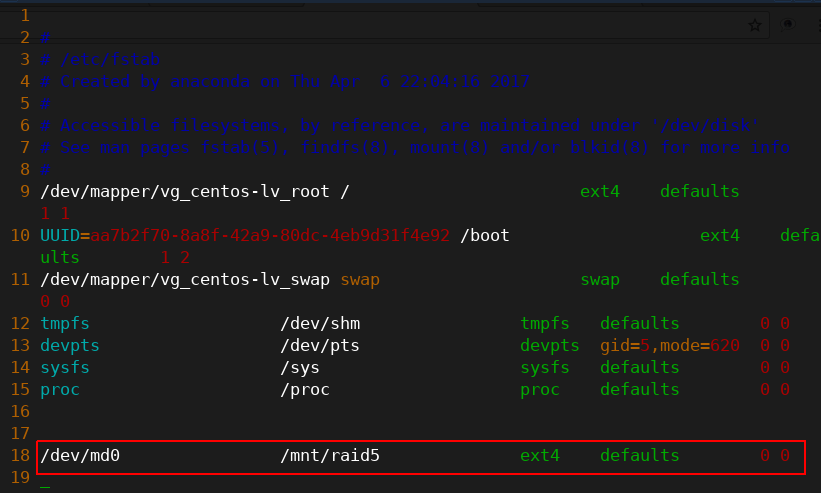 1
2 #
3 # /etc/fstab
4 # Created by anaconda on Thu Apr  6 22:04:16 2017
5 #
6 # Accessible filesystems, by reference, are maintained under '/dev/disk'
7 # See man pages fstab(5), findfs(8), mount(8) and/or blkid(8) for more info
8 #
9 /dev/mapper/vg_centos-lv_root /                       ext4    defaults
1 1
10 UUID=aa7b2f70-8a8f-42a9-80dc-4eb9d31f4e92 /boot                   ext4    defa
ults        1 2
11 /dev/mapper/vg_centos-lv_swap swap                    swap    defaults
0 0
12 tmpfs                   /dev/shm                tmpfs   defaults        0 0
13 devpts                  /dev/pts                devpts  gid=5,mode=620  0 0
14 sysfs                   /sys                    sysfs   defaults        0 0
15 proc                    /proc                   proc    defaults        0 0
16
17
18 /dev/md0                /mnt/raid5              ext4    defaults        0 0
19 _